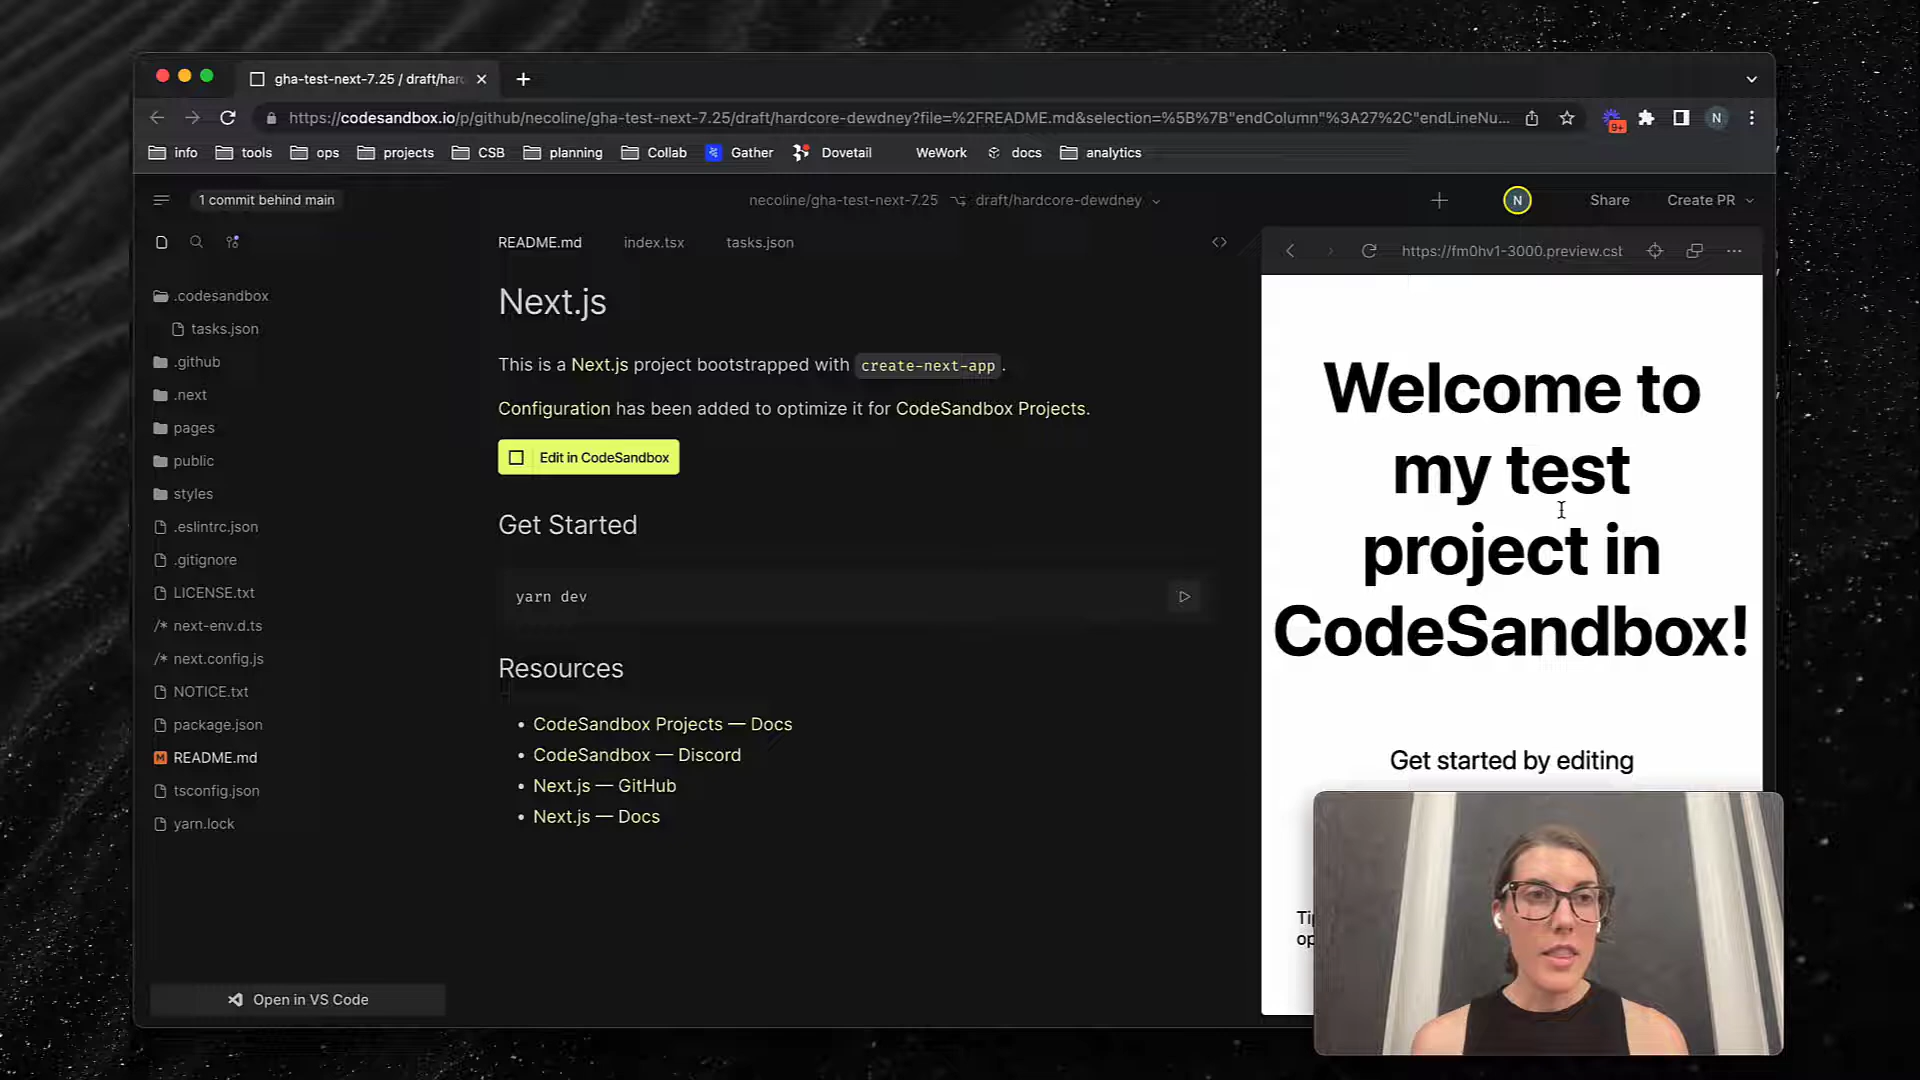 gha-test-next-7.25 / draft/hard
https://codesandbox.io/p/github/necoline/gha-test-next-7.25/draft/hardcore-dewdney?file=%2FREADME.md&selection=%5B%7B"endColumn"%3A27%2C"endLineNu...
9+
N
info
tools
ops
projects
CSB
planning
Collab
Gather
Dovetail
WeWork
docs
analytics
1 commit behind main
necoline/gha-test-next-7.25
draft/hardcore-dewdney
N
Share
Create PR
README.md
index.tsx
tasks.json
<>
.codesandbox
tasks.json
.github
.next
pages
public
styles
.eslintrc.json
.gitignore
LICENSE.txt
/* next-env.d.ts
/* next.config.js
NOTICE.txt
package.json
M README.md
tsconfig.json
yarn.lock
Open in VS Code
Next.js
This is a Next.js project bootstrapped with create-next-app.
Configuration has been added to optimize it for CodeSandbox Projects.
Edit in CodeSandbox
Get Started
yarn dev
Resources
• CodeSandbox Projects — Docs
• CodeSandbox — Discord
• Next.js — GitHub
• Next.js — Docs
https://fm0hv1-3000.preview.cst
Welcome to
my test
project in
CodeSandbox!
Get started by editing